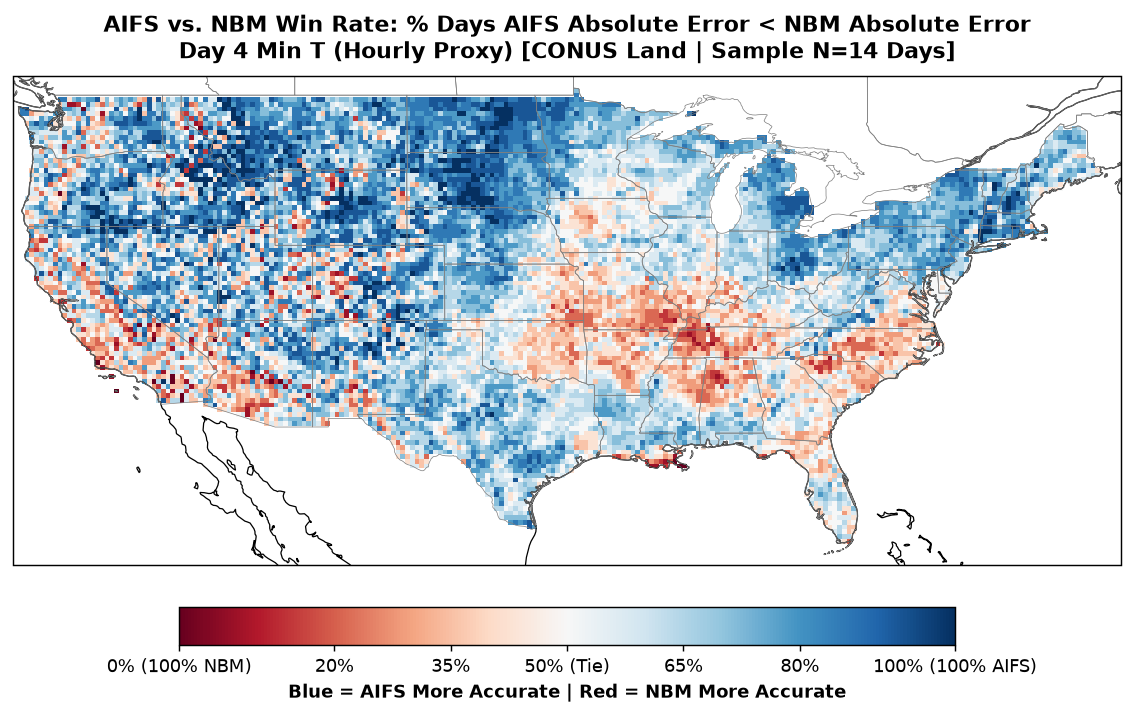 AIFS vs. NBM Win Rate: % Days AIFS Absolute Error < NBM Absolute Error
Day 4 Min T (Hourly Proxy) [CONUS Land | Sample N=14 Days]
0% (100% NBM) 20% 35% 50% (Tie) 65% 80% 100% (100% AIFS)
Blue = AIFS More Accurate | Red = NBM More Accurate